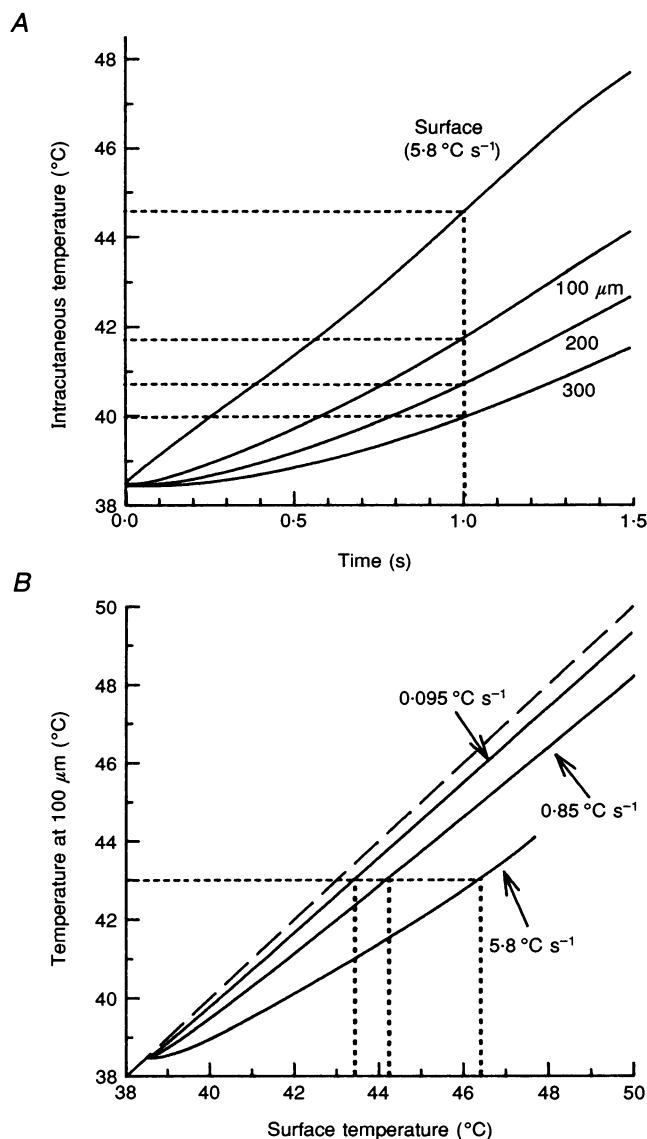 A
48
46
44
42
40
38
Intracutaneous temperature (°C)
Surface
(5·8 °C s⁻¹)
100 μm
200
300
0·0
0·5
1·0
1·5
Time (s)
B
50
48
46
44
42
40
38
Temperature at 100 μm (°C)
0·095 °C s⁻¹
0·85 °C s⁻¹
5·8 °C s⁻¹
38
40
42
44
46
48
50
Surface temperature (°C)